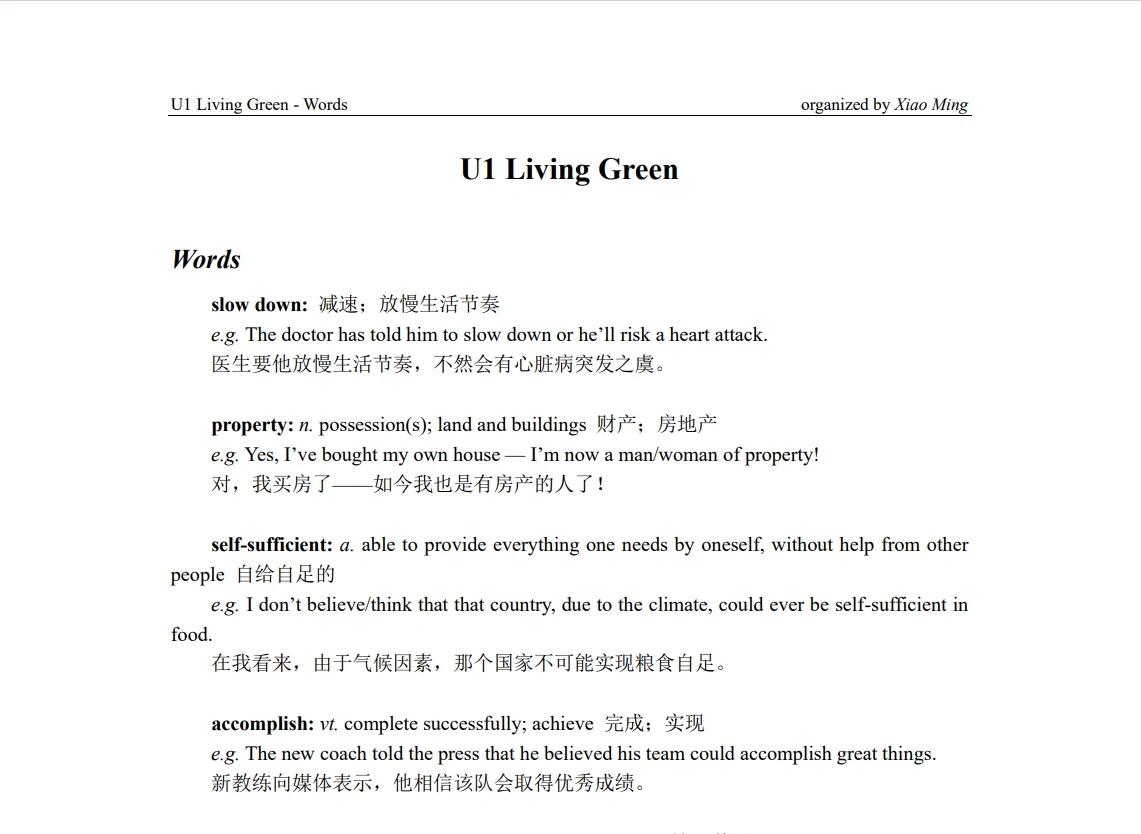 U1 Living Green - Words
organized by Xiao Ming
U1 Living Green
Words
slow down: 减速；放慢生活节奏
e.g. The doctor has told him to slow down or he’ll risk a heart attack.
医生要他放慢生活节奏，不然会有心脏病突发之虞。
property: n. possession(s); land and buildings 财产；房地产
e.g. Yes, I’ve bought my own house — I’m now a man/woman of property!
对，我买房了——如今我也是有房产的人了！
self-sufficient: a. able to provide everything one needs by oneself, without help from other
people 自给自足的
e.g. I don’t believe/think that that country, due to the climate, could ever be self-sufficient in
food.
在我看来，由于气候因素，那个国家不可能实现粮食自足。
accomplish: vt. complete successfully; achieve 完成；实现
e.g. The new coach told the press that he believed his team could accomplish great things.
新教练向媒体表示，他相信该队会取得优秀成绩。